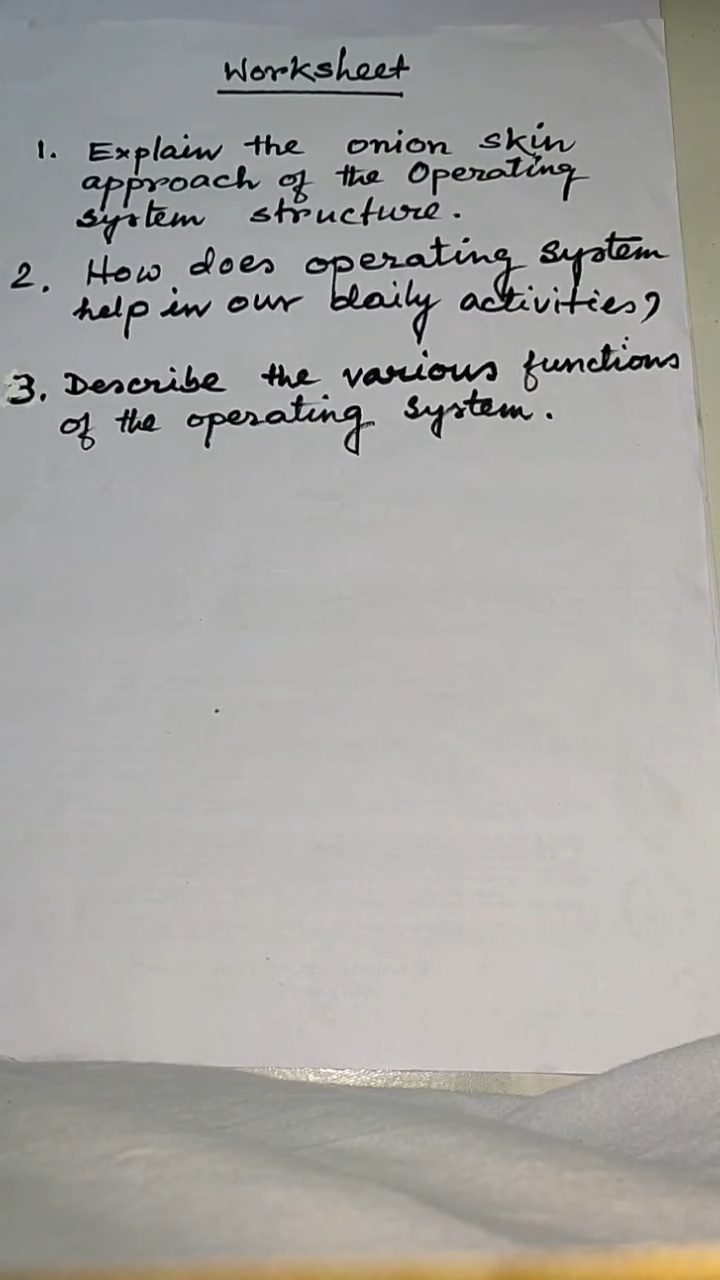 Worksheet
1. Explain the onion skin
approach of the Operating
system structure.
2. How does operating system
help in our daily activities?
3. Describe the various functions
of the operating system.